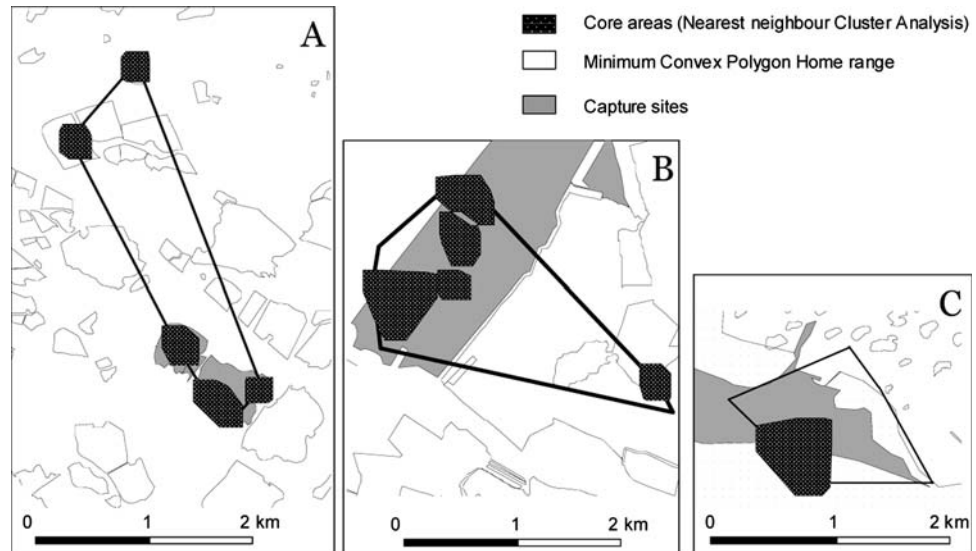 A
Core areas (Nearest neighbour Cluster Analysis)
Minimum Convex Polygon Home range
Capture sites
B
C
0 1 2 km
0 1 2 km
0 1 2 km